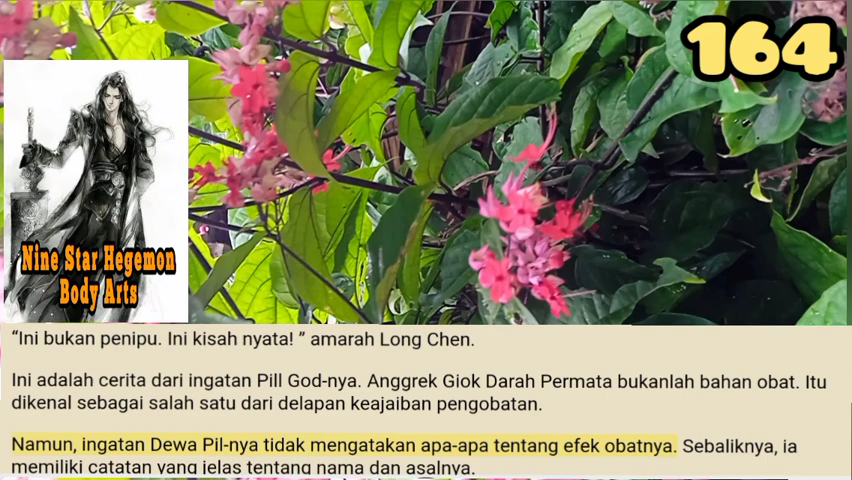 164
Nine Star Hegemon
Body Arts
“Ini bukan penipu. Ini kisah nyata! ” amarah Long Chen.
Ini adalah cerita dari ingatan Pill God-nya. Anggrek Giok Darah Permata bukanlah bahan obat. Itu
dikenal sebagai salah satu dari delapan keajaiban pengobatan.
Namun, ingatan Dewa Pil-nya tidak mengatakan apa-apa tentang efek obatnya. Sebaliknya, ia
memiliki catatan yang jelas tentang nama dan asalnya.